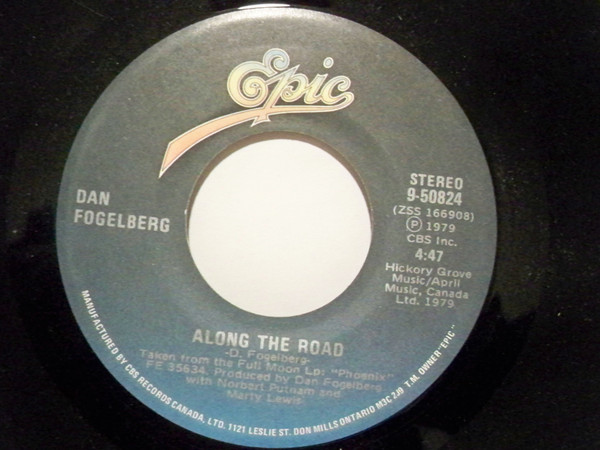 Epic
®
DAN
FOGELBERG
STEREO
9-50824
(ZSS 166908)
℗ 1979
CBS Inc.
4:47
Hickory Grove
Music/April
Music, Canada
Ltd. 1979
ALONG THE ROAD
-D. Fogelberg-
Taken from the Full Moon Lp: "Phoenix"
FE 35634. Produced by Dan Fogelberg
with Norbert Putnam and
Marty Lewis
MANUFACTURED BY CBS RECORDS CANADA, LTD. 1121 LESLIE ST. DON MILLS ONTARIO M3C 2J9 T.M. OWNER "EPIC"